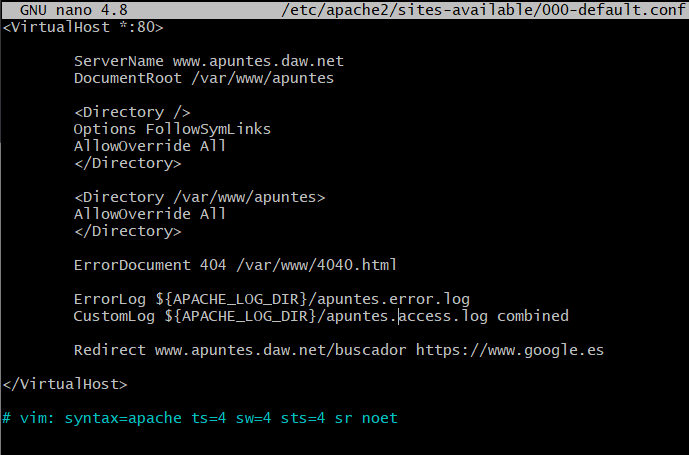 GNU nano 4.8 /etc/apache2/sites-available/000-default.conf
<VirtualHost *:80>
ServerName www.apuntes.daw.net
DocumentRoot /var/www/apuntes
<Directory />
Options FollowSymLinks
AllowOverride All
</Directory>
<Directory /var/www/apuntes>
AllowOverride All
</Directory>
ErrorDocument 404 /var/www/4040.html
ErrorLog ${APACHE_LOG_DIR}/apuntes.error.log
CustomLog ${APACHE_LOG_DIR}/apuntes.access.log combined
Redirect www.apuntes.daw.net/buscador https://www.google.es
</VirtualHost>
# vim: syntax=apache ts=4 sw=4 sts=4 sr noet